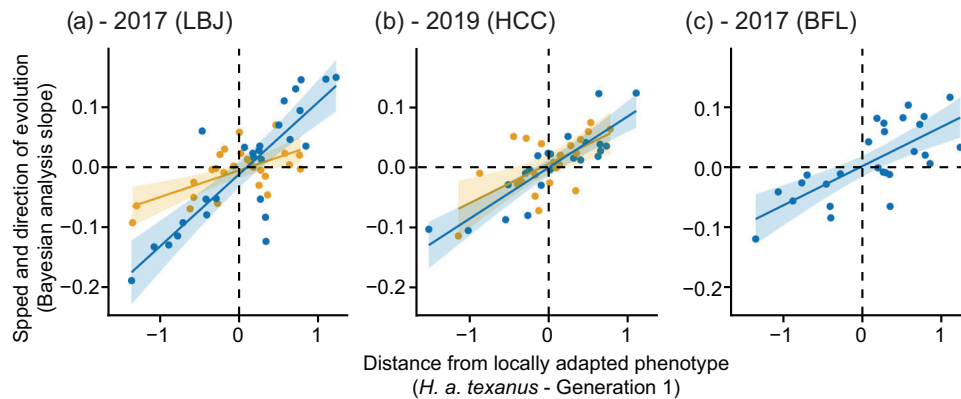 (a) - 2017 (LBJ)
(b) - 2019 (HCC)
(c) - 2017 (BFL)
Spped and direction of evolution
(Bayesian analysis slope)
0.1
0.0
−0.1
−0.2
−1 0 1
0.1
0.0
−0.1
−0.2
−1 0 1
0.1
0.0
−0.1
−0.2
−1 0 1
Distance from locally adapted phenotype
(H. a. texanus - Generation 1)